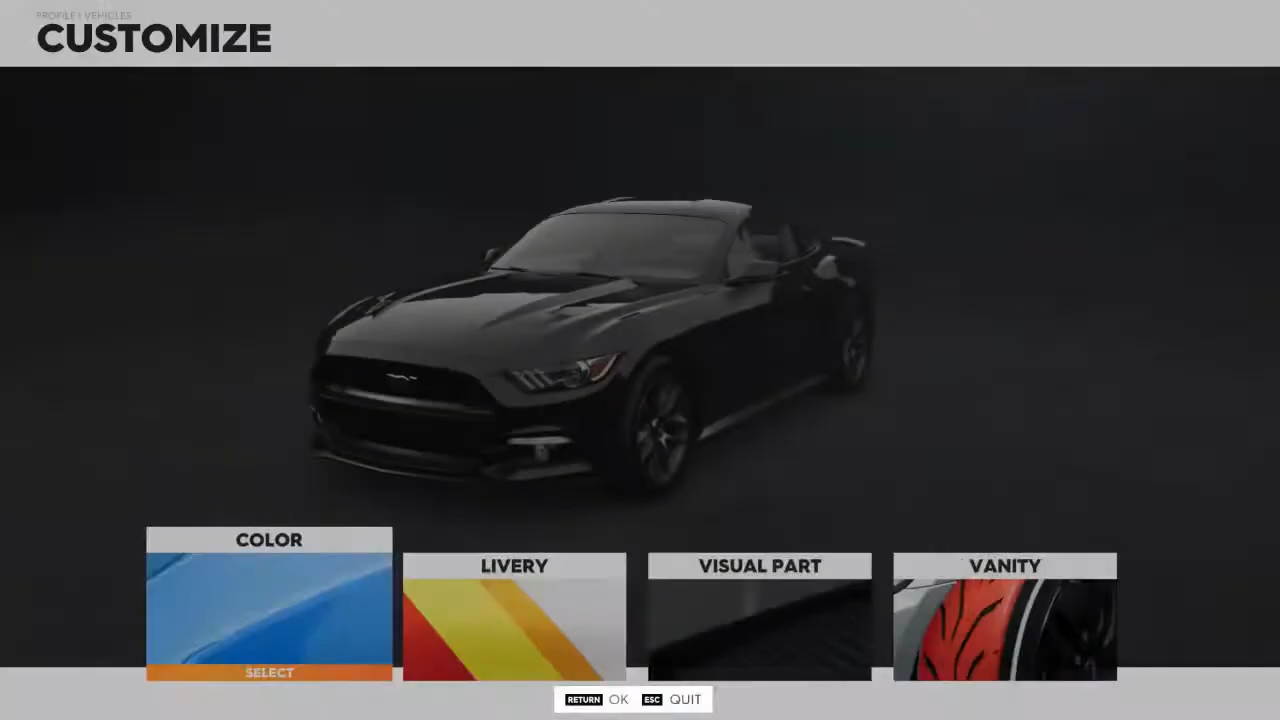 PROFILE | VEHICLES
CUSTOMIZE
COLOR
LIVERY
VISUAL PART
VANITY
SELECT
RETURN OK ESC QUIT